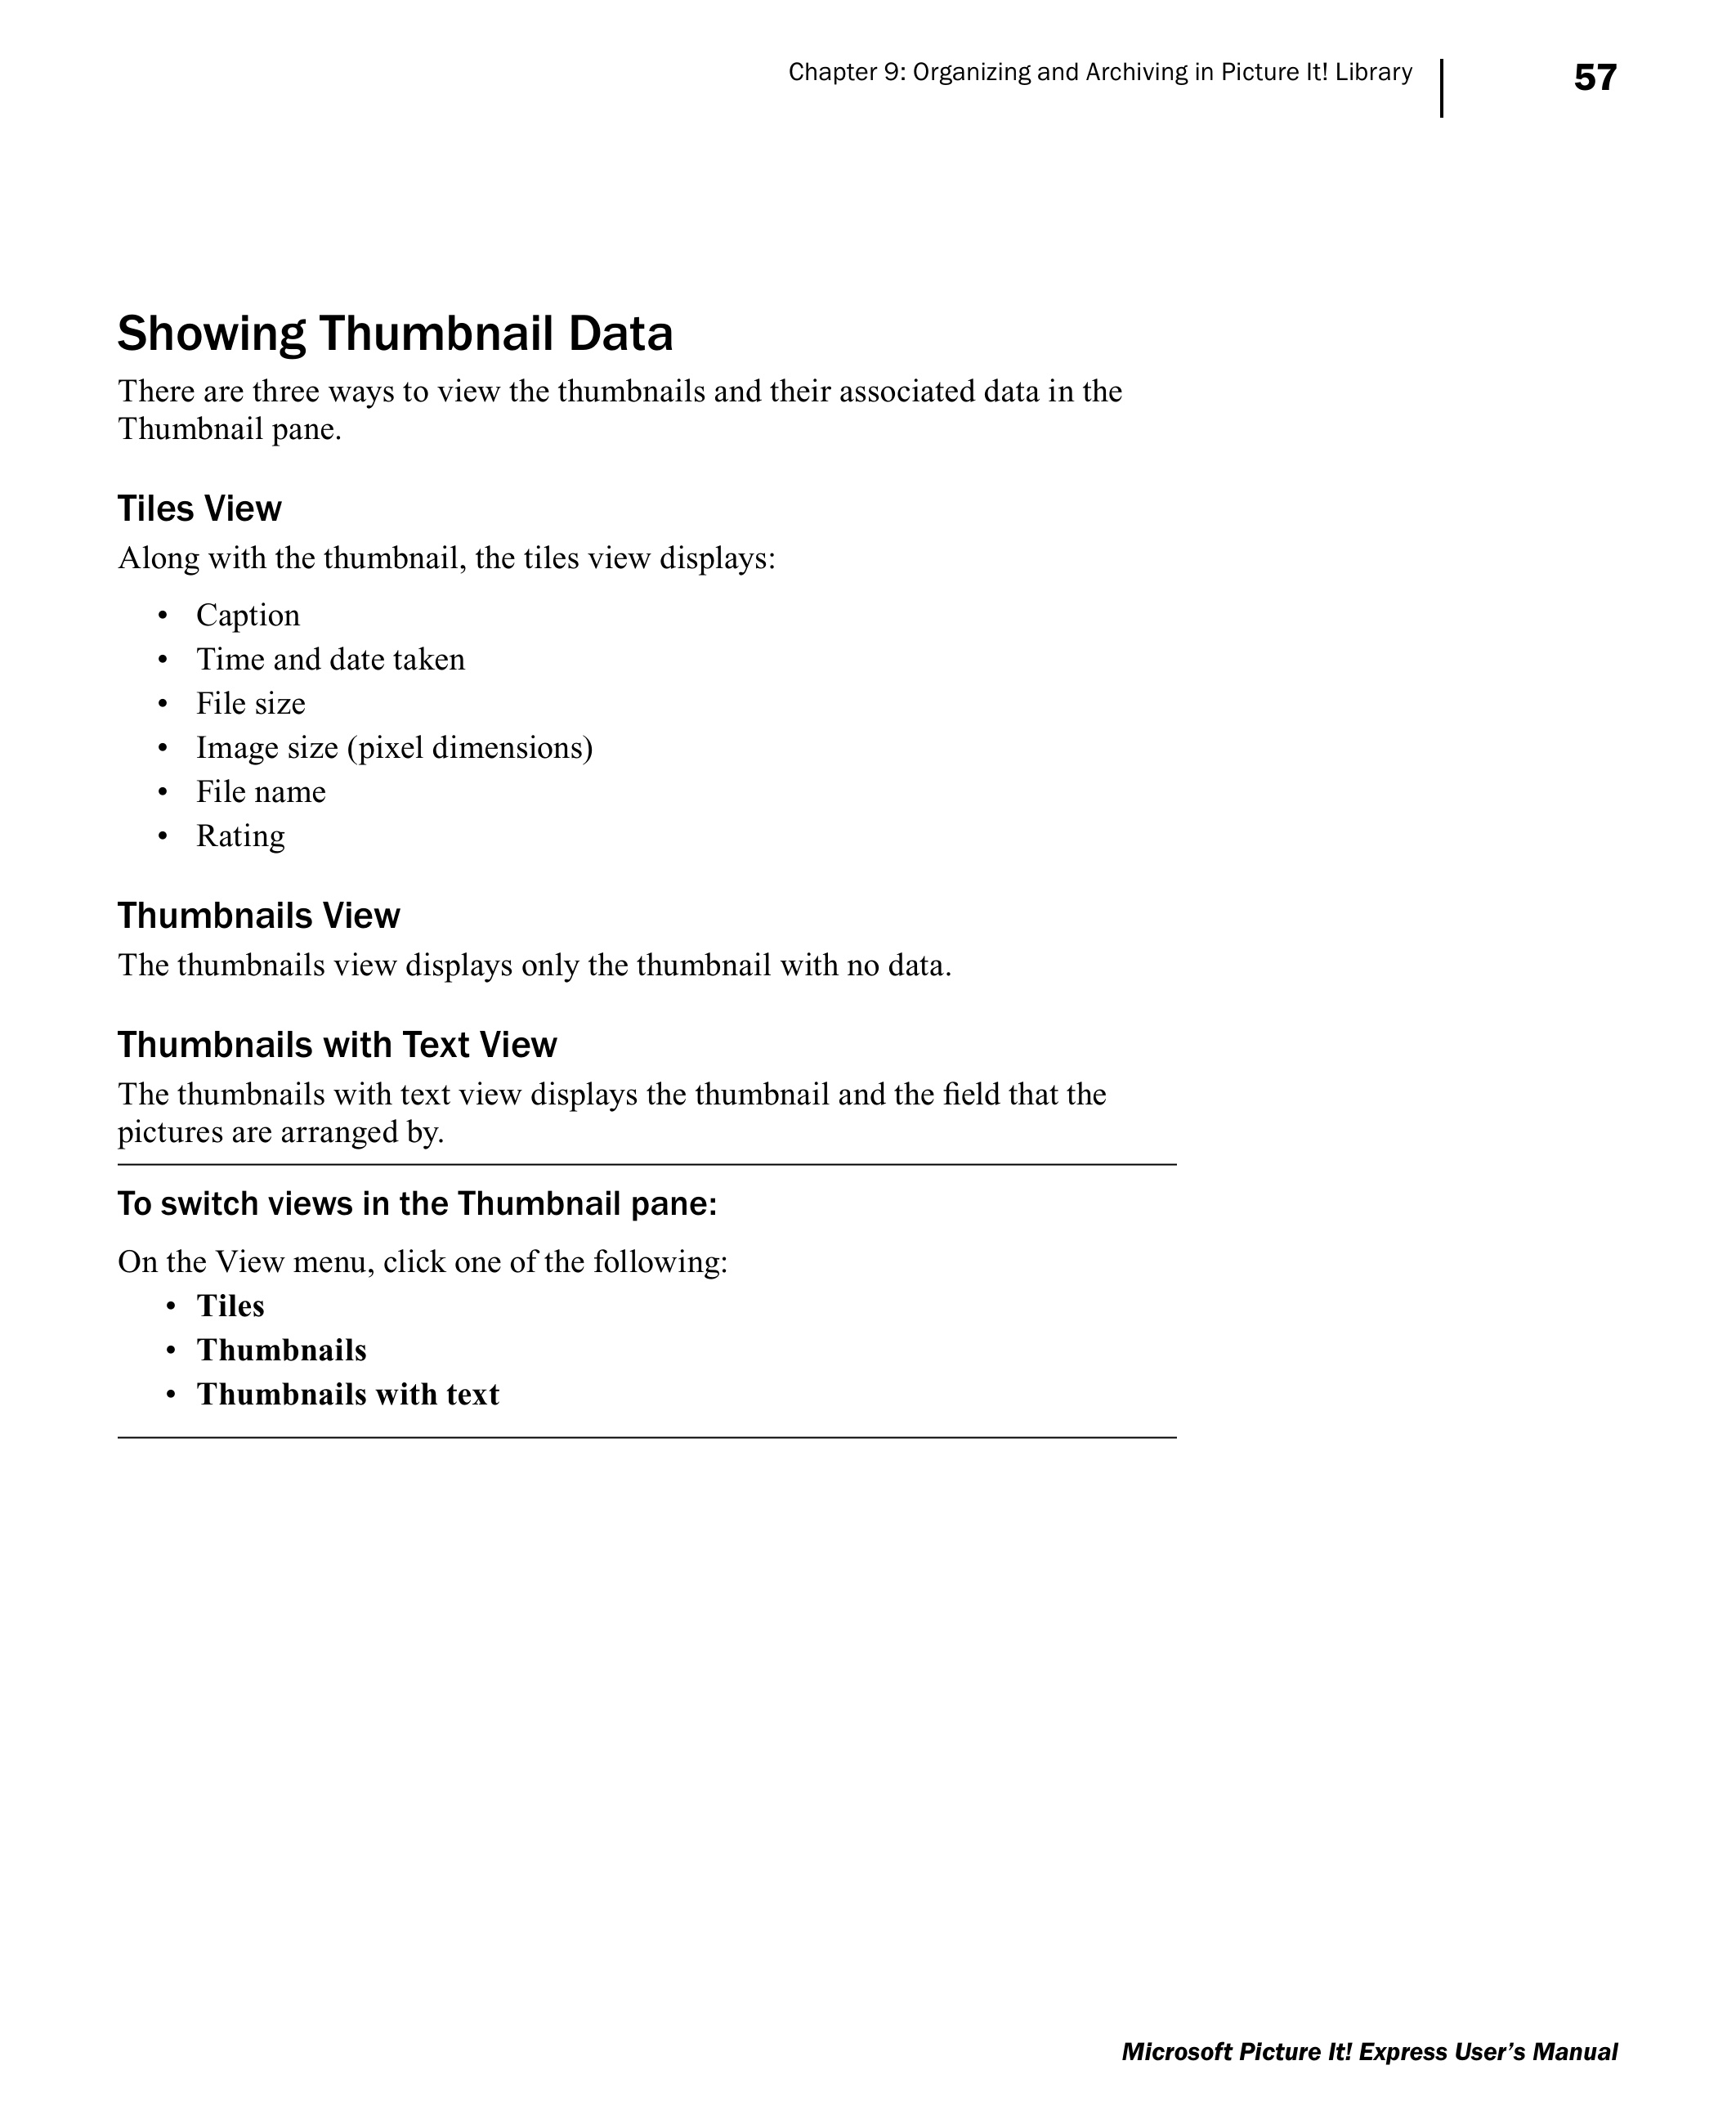 Chapter 9: Organizing and Archiving in Picture It! Library
57
Showing Thumbnail Data
There are three ways to view the thumbnails and their associated data in the
Thumbnail pane.
Tiles View
Along with the thumbnail, the tiles view displays:
• Caption
• Time and date taken
• File size
• Image size (pixel dimensions)
• File name
• Rating
Thumbnails View
The thumbnails view displays only the thumbnail with no data.
Thumbnails with Text View
The thumbnails with text view displays the thumbnail and the field that the
pictures are arranged by.
To switch views in the Thumbnail pane:
On the View menu, click one of the following:
• Tiles
• Thumbnails
• Thumbnails with text
Microsoft Picture It! Express User’s Manual